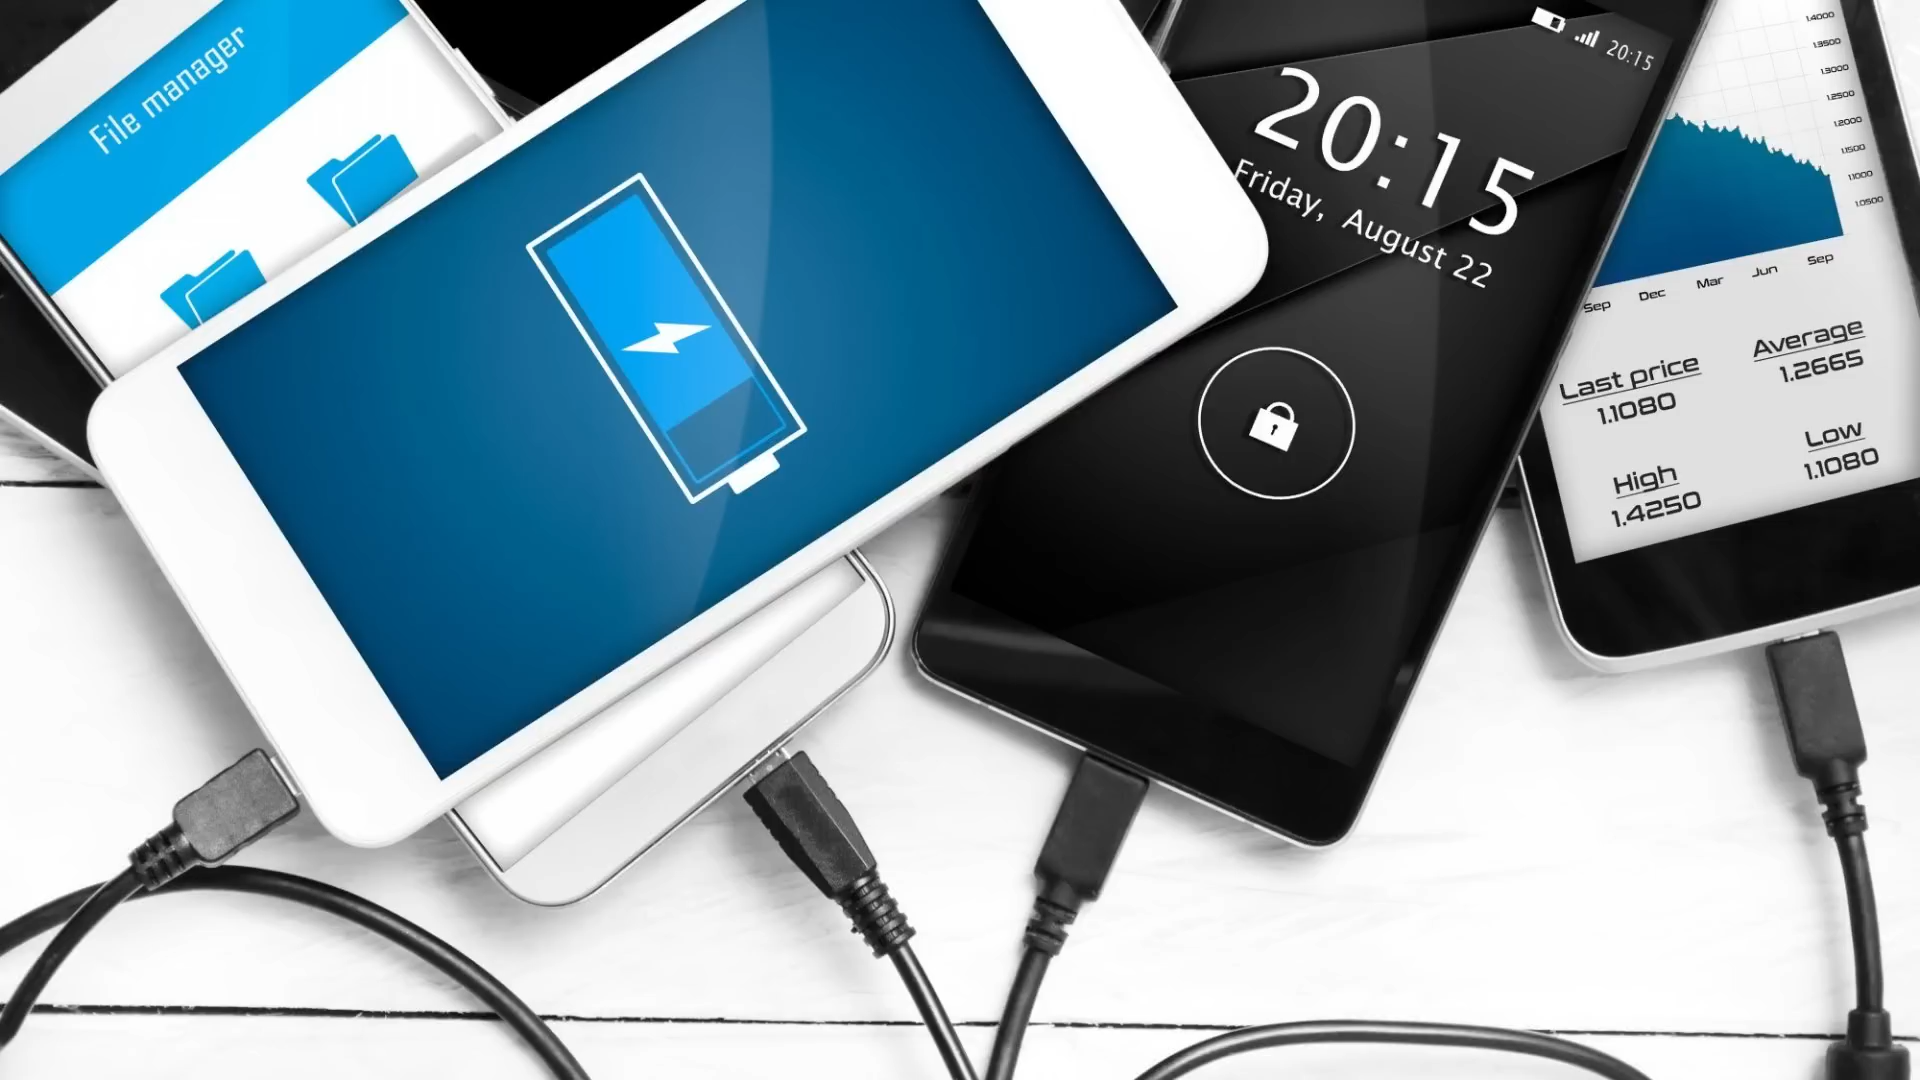 File manager
20:15
20:15
Friday, August 22
1.4000
1.3500
1.3000
1.2500
1.2000
1.1500
1.1000
1.0500
Sep Dec Mar Jun Sep
Last price
1.1080
Average
1.2665
High
1.4250
Low
1.1080